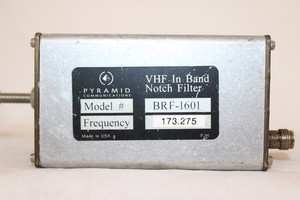 PYRAMID
COMMUNICATIONS
VHF In Band
Notch Filter
Model # BRF-1601
Frequency 173.275
Made in USA